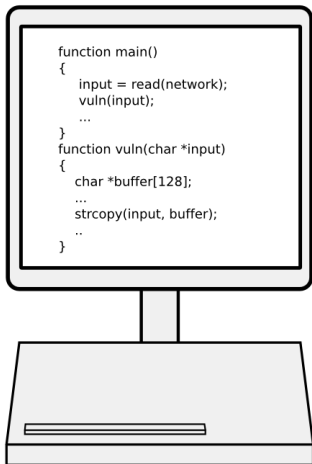 function main()
{
input = read(network);
vuln(input);
...
}
function vuln(char *input)
{
char *buffer[128];
...
strcopy(input, buffer);
..
}